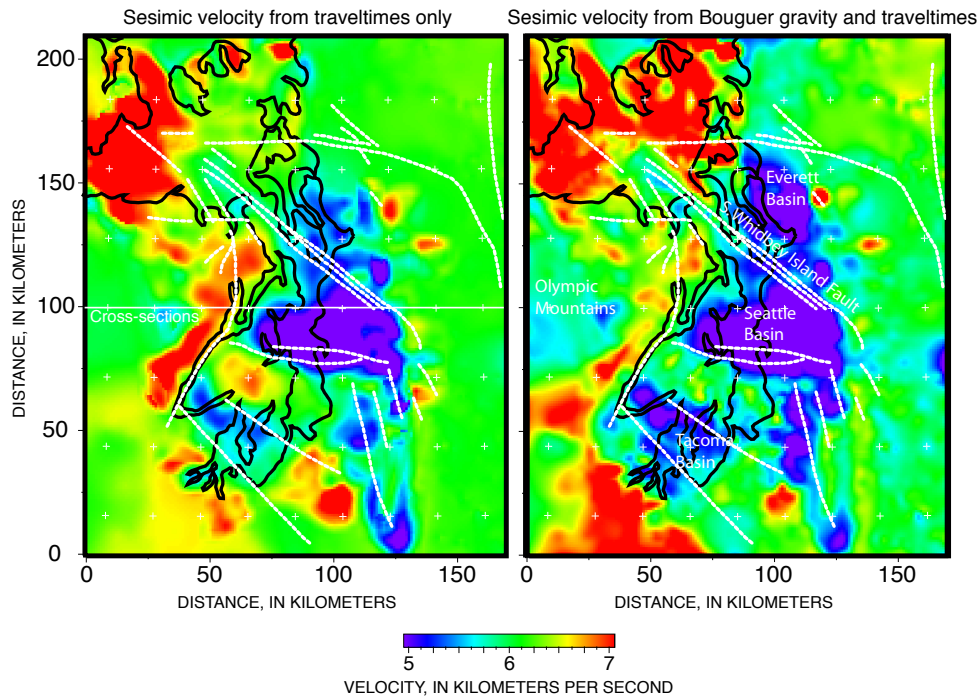 Sesimic velocity from traveltimes only
Sesimic velocity from Bouguer gravity and traveltimes
DISTANCE, IN KILOMETERS
200
150
100
50
0
Cross-sections
0
50
100
150
DISTANCE, IN KILOMETERS
Everett
Basin
S Whidbey Island Fault
Olympic
Mountains
Seattle
Basin
Tacoma
Basin
0
50
100
150
DISTANCE, IN KILOMETERS
5
6
7
VELOCITY, IN KILOMETERS PER SECOND